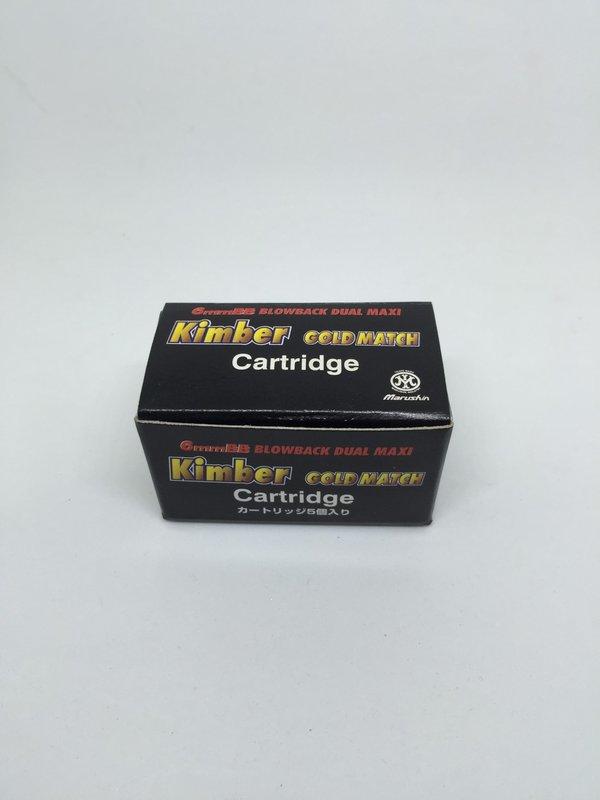 6mmBB BLOWBACK DUAL MAXI
Kimber GOLD MATCH
Cartridge
Marushin
6mmBB BLOWBACK DUAL MAXI
Kimber GOLD MATCH
Cartridge
カートリッジ5個入り